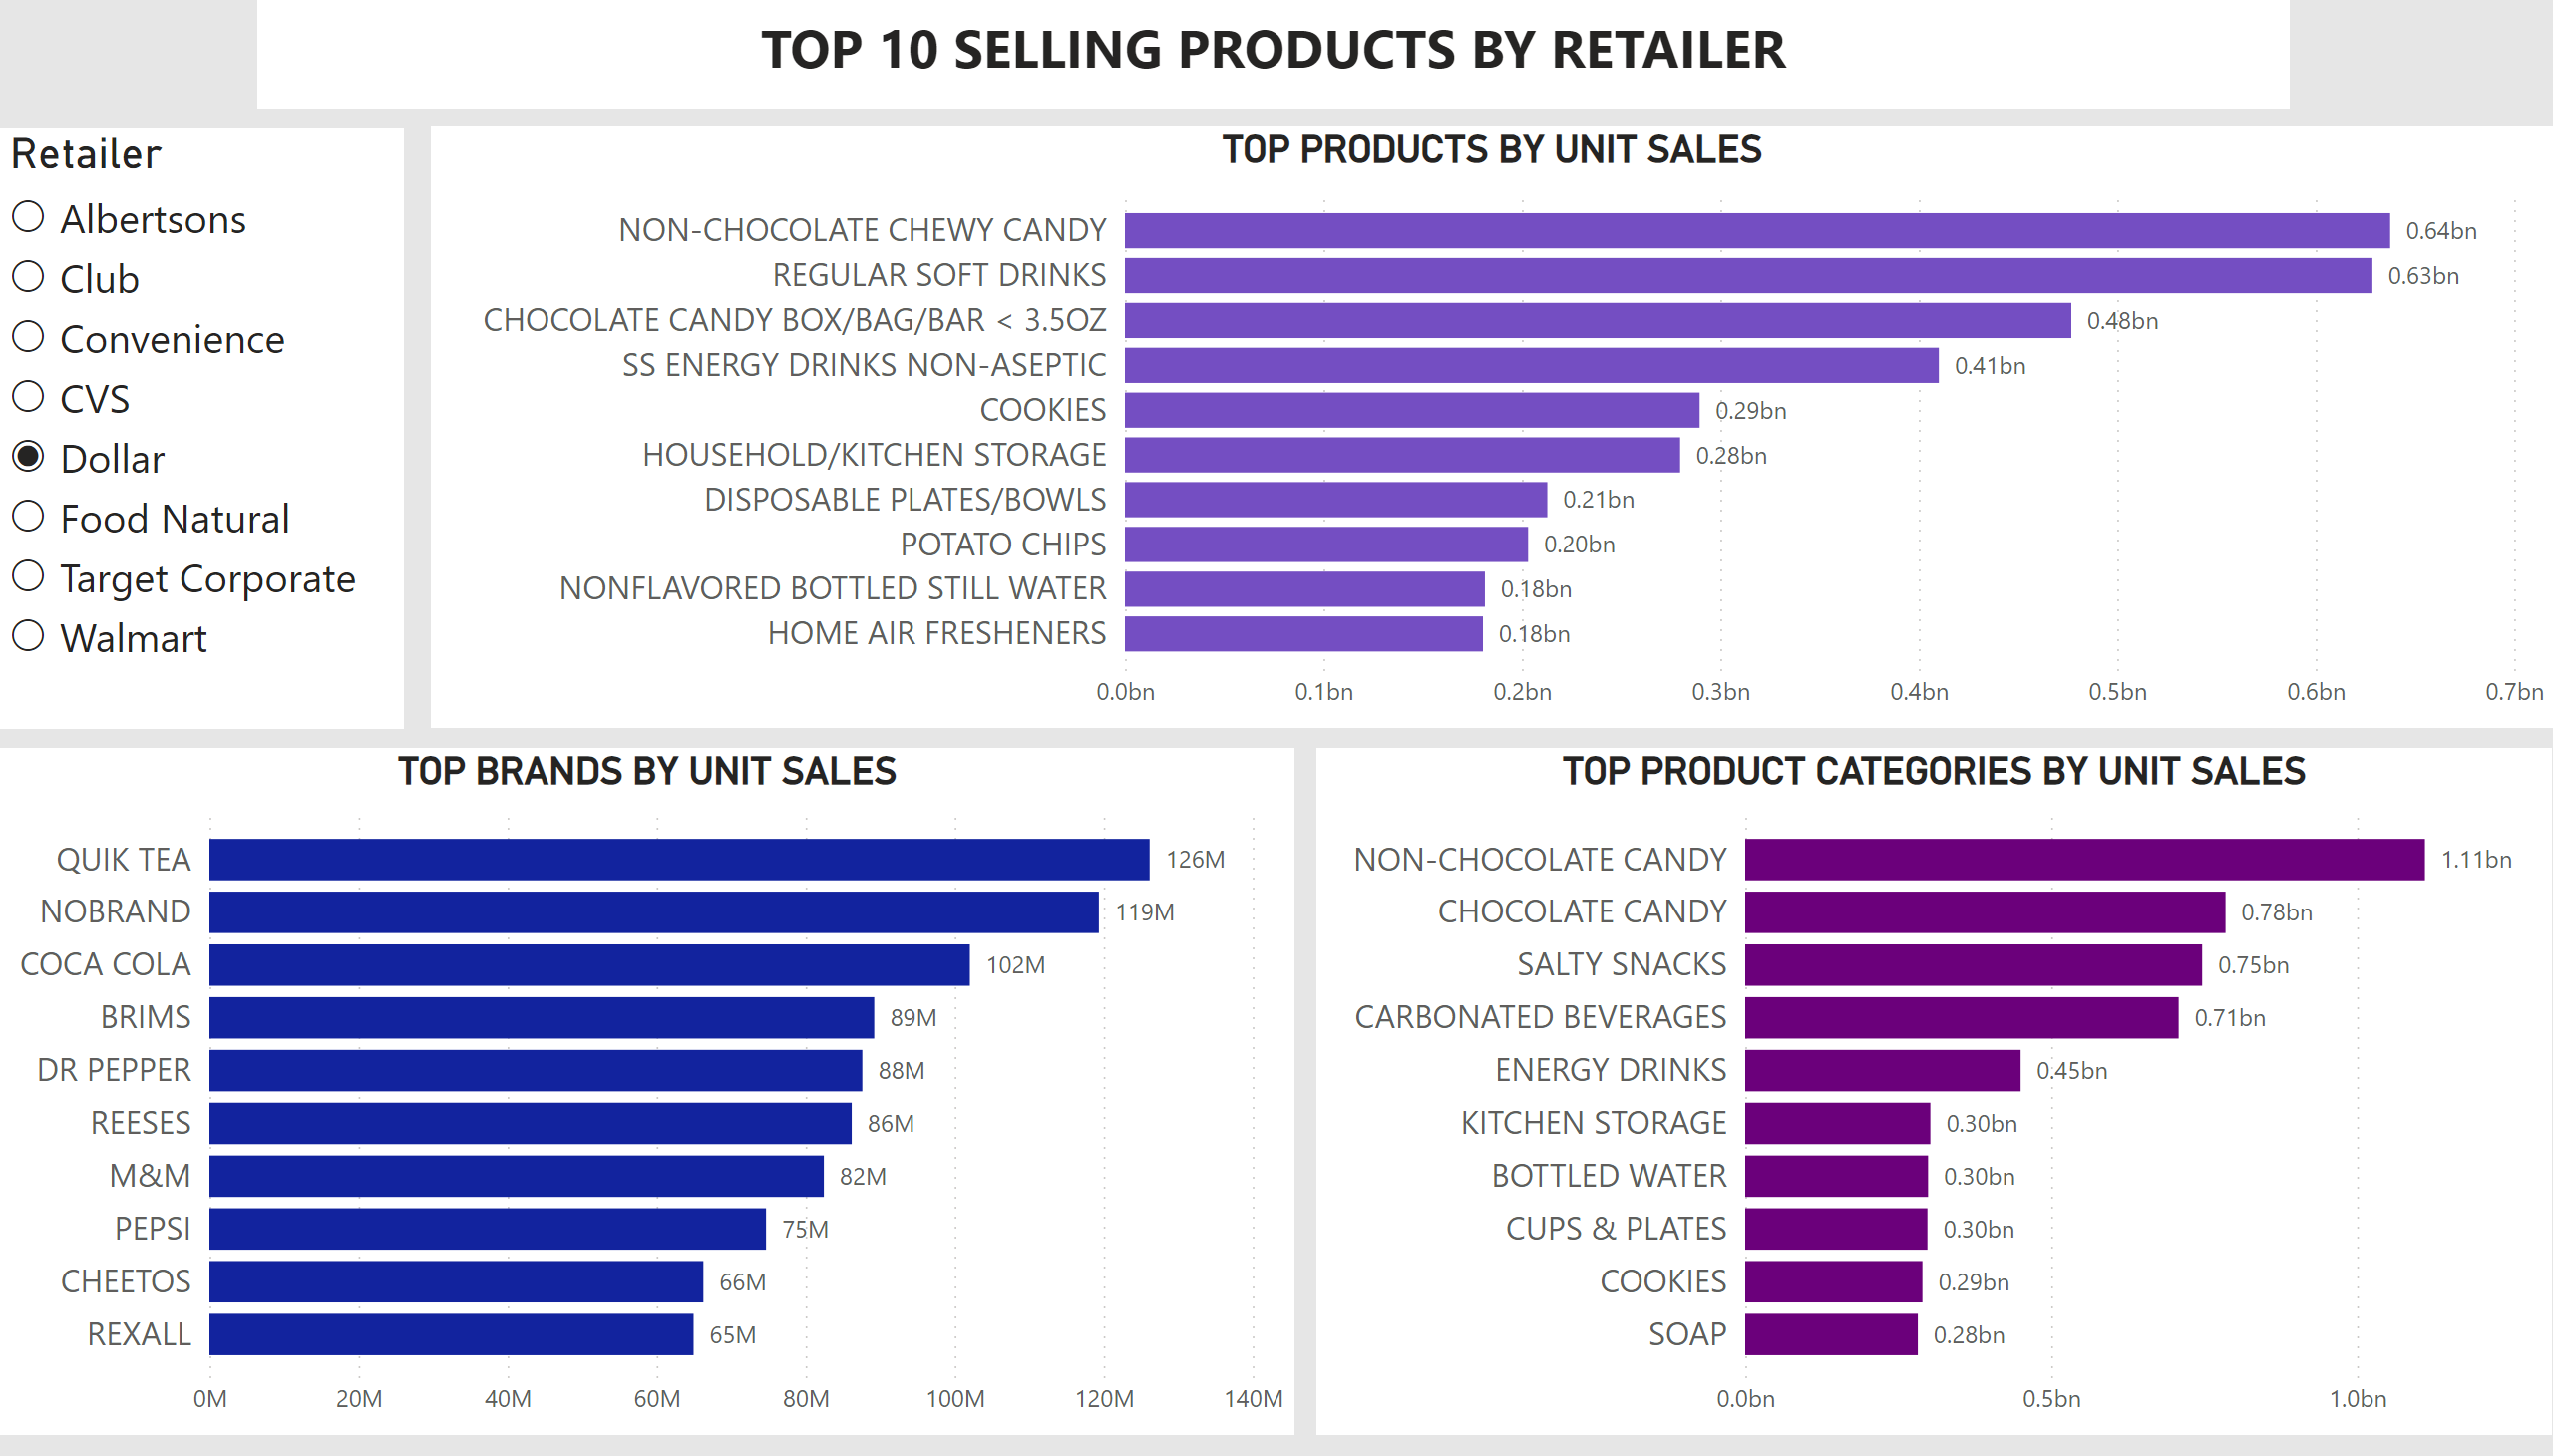 TOP 10 SELLING PRODUCTS BY RETAILER
Retailer
Albertsons
Club
Convenience
CVS
Dollar
Food Natural
Target Corporate
Walmart
TOP PRODUCTS BY UNIT SALES
NON-CHOCOLATE CHEWY CANDY 0.64bn
REGULAR SOFT DRINKS 0.63bn
CHOCOLATE CANDY BOX/BAG/BAR < 3.5OZ 0.48bn
SS ENERGY DRINKS NON-ASEPTIC 0.41bn
COOKIES 0.29bn
HOUSEHOLD/KITCHEN STORAGE 0.28bn
DISPOSABLE PLATES/BOWLS 0.21bn
POTATO CHIPS 0.20bn
NONFLAVORED BOTTLED STILL WATER 0.18bn
HOME AIR FRESHENERS 0.18bn
0.0bn 0.1bn 0.2bn 0.3bn 0.4bn 0.5bn 0.6bn 0.7bn
TOP BRANDS BY UNIT SALES
QUIK TEA 126M
NOBRAND 119M
COCA COLA 102M
BRIMS 89M
DR PEPPER 88M
REESES 86M
M&M 82M
PEPSI 75M
CHEETOS 66M
REXALL 65M
0M 20M 40M 60M 80M 100M 120M 140M
TOP PRODUCT CATEGORIES BY UNIT SALES
NON-CHOCOLATE CANDY 1.11bn
CHOCOLATE CANDY 0.78bn
SALTY SNACKS 0.75bn
CARBONATED BEVERAGES 0.71bn
ENERGY DRINKS 0.45bn
KITCHEN STORAGE 0.30bn
BOTTLED WATER 0.30bn
CUPS & PLATES 0.30bn
COOKIES 0.29bn
SOAP 0.28bn
0.0bn 0.5bn 1.0bn